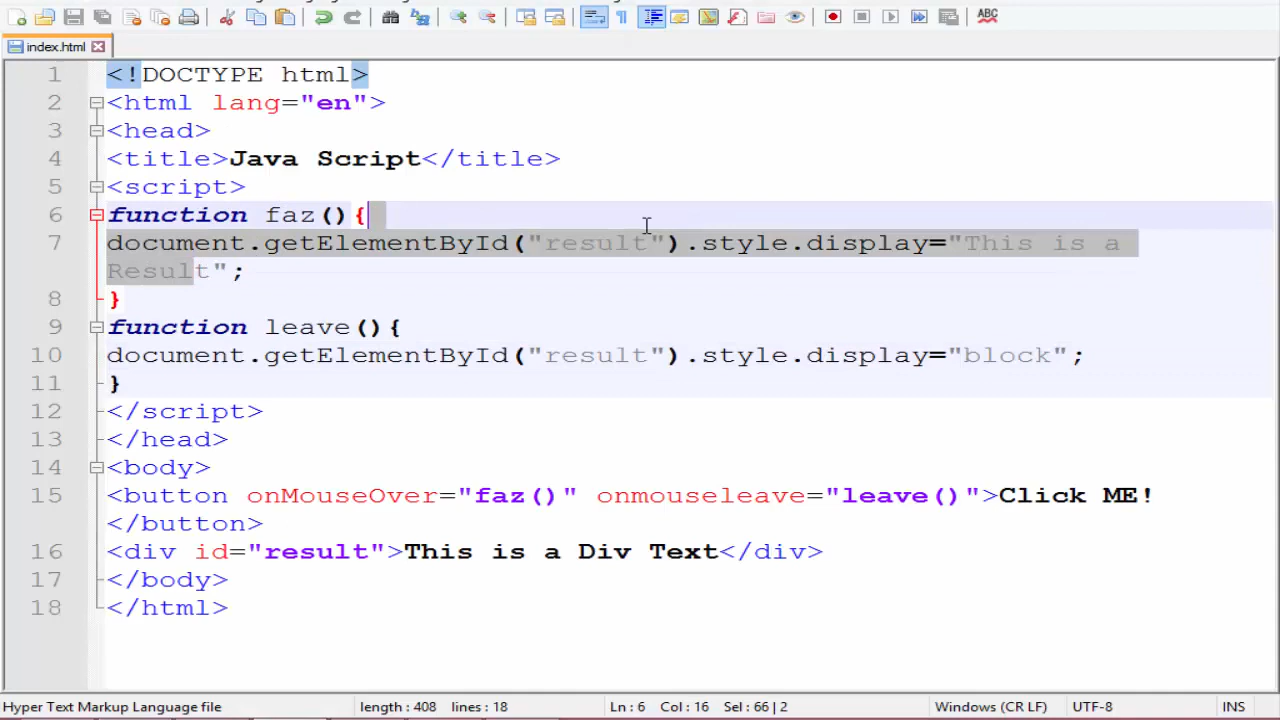 ABC
index.html
1 <!DOCTYPE html>
2 <html lang="en">
3 <head>
4 <title>Java Script</title>
5 <script>
6 function faz(){
7 document.getElementById("result").style.display="This is a
Result";
8 }
9 function leave(){
10 document.getElementById("result").style.display="block";
11 }
12 </script>
13 </head>
14 <body>
15 <button onMouseOver="faz()" onmouseleave="leave()">Click ME!
</button>
16 <div id="result">This is a Div Text</div>
17 </body>
18 </html>
Hyper Text Markup Language file length : 408 lines : 18 Ln : 6 Col : 16 Sel : 66 | 2 Windows (CR LF) UTF-8 INS